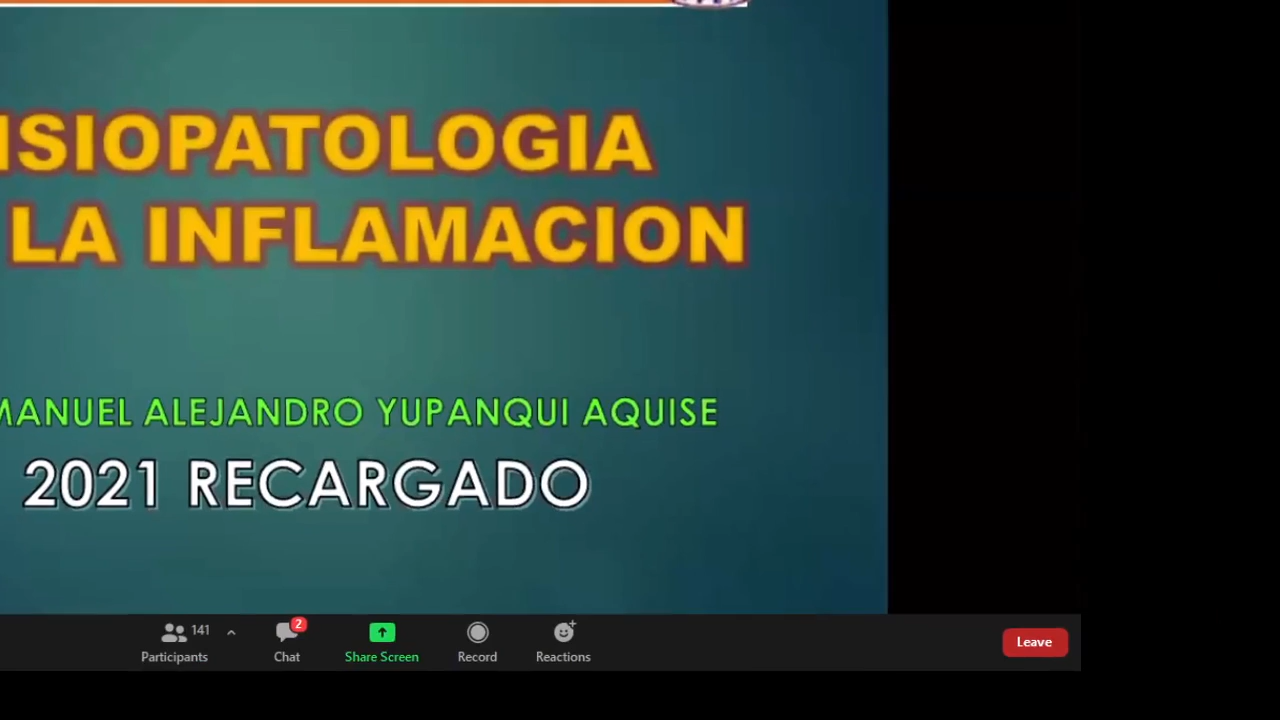 ISIOPATOLOGIA
LA INFLAMACION
MANUEL ALEJANDRO YUPANQUI AQUISE
2021 RECARGADO
141
2
Participants
Chat
Share Screen
Record
Reactions
Leave